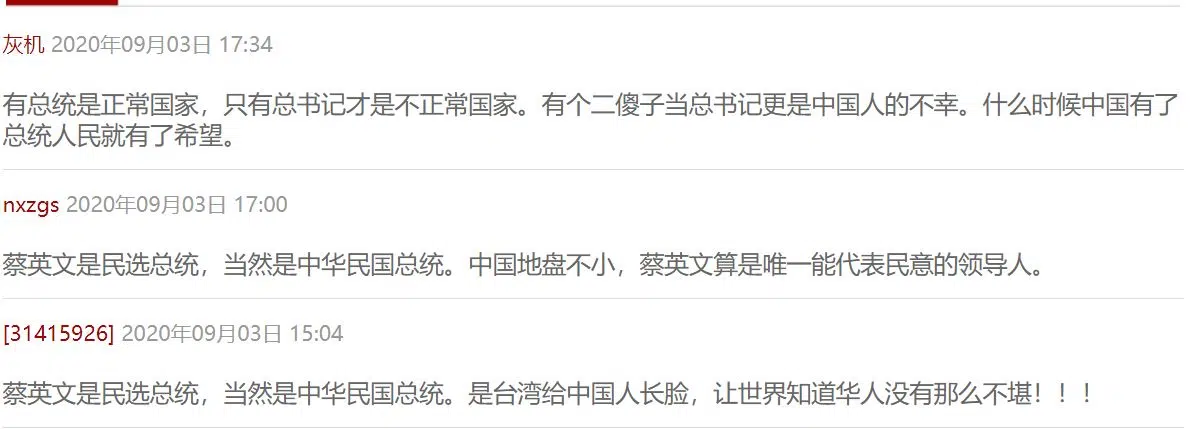 灰机 2020年09月03日 17:34
有总统是正常国家，只有总书记才是不正常国家。有个二傻子当总书记更是中国人的不幸。什么时候中国有了
总统人民就有了希望。
nxzgs 2020年09月03日 17:00
蔡英文是民选总统，当然是中华民国总统。中国地盘不小，蔡英文算是唯一能代表民意的领导人。
[31415926] 2020年09月03日 15:04
蔡英文是民选总统，当然是中华民国总统。是台湾给中国人长脸，让世界知道华人没有那么不堪！！！